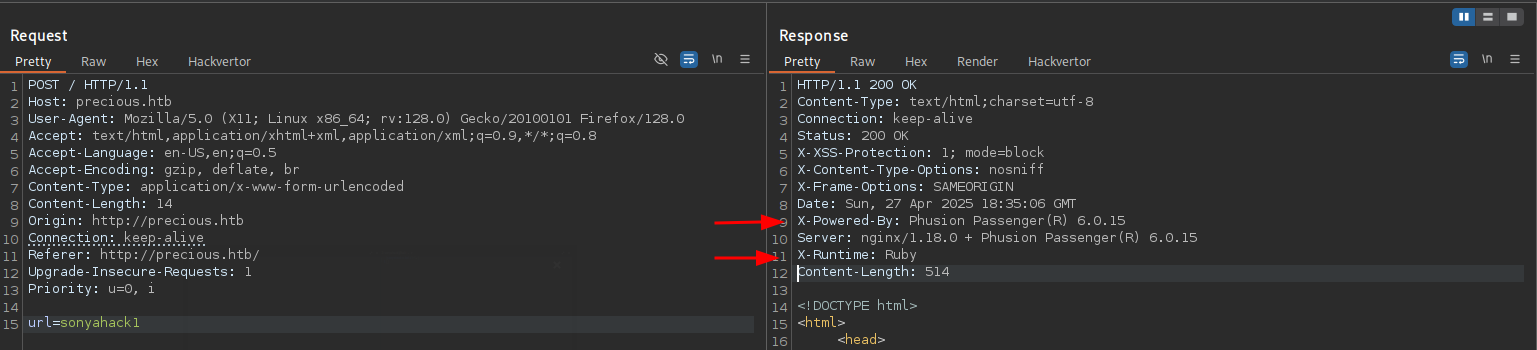 Request
Pretty Raw Hex Hackvertor
\n
1 POST / HTTP/1.1
2 Host: precious.htb
3 User-Agent: Mozilla/5.0 (X11; Linux x86_64; rv:128.0) Gecko/20100101 Firefox/128.0
4 Accept: text/html,application/xhtml+xml,application/xml;q=0.9,*/*;q=0.8
5 Accept-Language: en-US,en;q=0.5
6 Accept-Encoding: gzip, deflate, br
7 Content-Type: application/x-www-form-urlencoded
8 Content-Length: 14
9 Origin: http://precious.htb
10 Connection: keep-alive
11 Referer: http://precious.htb/
12 Upgrade-Insecure-Requests: 1
13 Priority: u=0, i
14
15 url=sonyahack1
Response
Pretty Raw Hex Render Hackvertor
\n
1 HTTP/1.1 200 OK
2 Content-Type: text/html;charset=utf-8
3 Connection: keep-alive
4 Status: 200 OK
5 X-XSS-Protection: 1; mode=block
6 X-Content-Type-Options: nosniff
7 X-Frame-Options: SAMEORIGIN
8 Date: Sun, 27 Apr 2025 18:35:06 GMT
9 X-Powered-By: Phusion Passenger(R) 6.0.15
10 Server: nginx/1.18.0 + Phusion Passenger(R) 6.0.15
11 X-Runtime: Ruby
12 Content-Length: 514
13
14 <!DOCTYPE html>
15 <html>
16 <head>